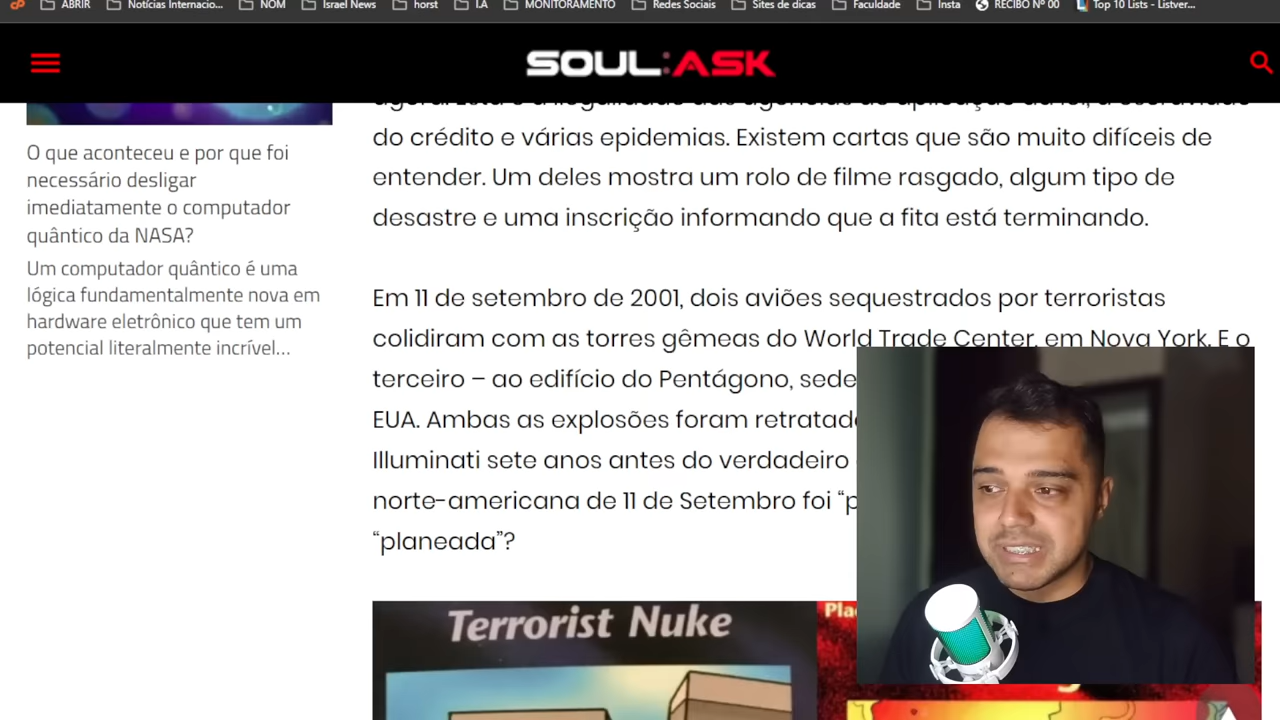 ABRIR
Notícias Internacio...
NOM
Israel News
horst
I.A
MONITORAMENTO
Redes Sociais
Sites de dicas
Faculdade
Insta
RECIBO Nº 00
Top 10 Lists - Listver...
SOUL:ASK
O que aconteceu e por que foi
necessário desligar
imediatamente o computador
quântico da NASA?
Um computador quântico é uma
lógica fundamentalmente nova em
hardware eletrônico que tem um
potencial literalmente incrível...
do crédito e várias epidemias. Existem cartas que são muito difíceis de
entender. Um deles mostra um rolo de filme rasgado, algum tipo de
desastre e uma inscrição informando que a fita está terminando.
Em 11 de setembro de 2001, dois aviões sequestrados por terroristas
colidiram com as torres gêmeas do World Trade Center, em Nova York. E o
terceiro – ao edifício do Pentágono, sede
EUA. Ambas as explosões foram
Illuminati sete anos antes do verdadeiro
norte-americana de 11 de Setembro foi
“planeada”?
Terrorist Nuke